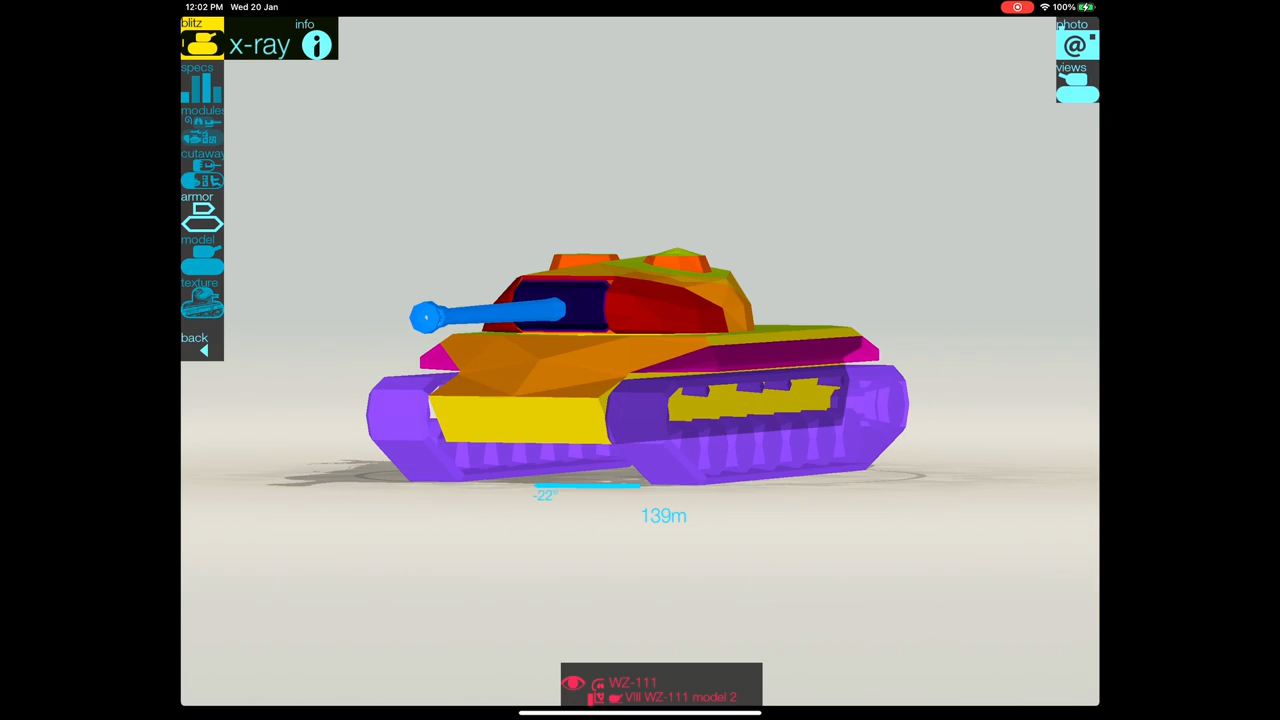 12:02 PM Wed 20 Jan
100%
blitz
info
x-ray
photo
@
views
specs
modules
cutaway
armor
model
texture
back
-22°
139m
WZ-111
VIII WZ-111 model 2